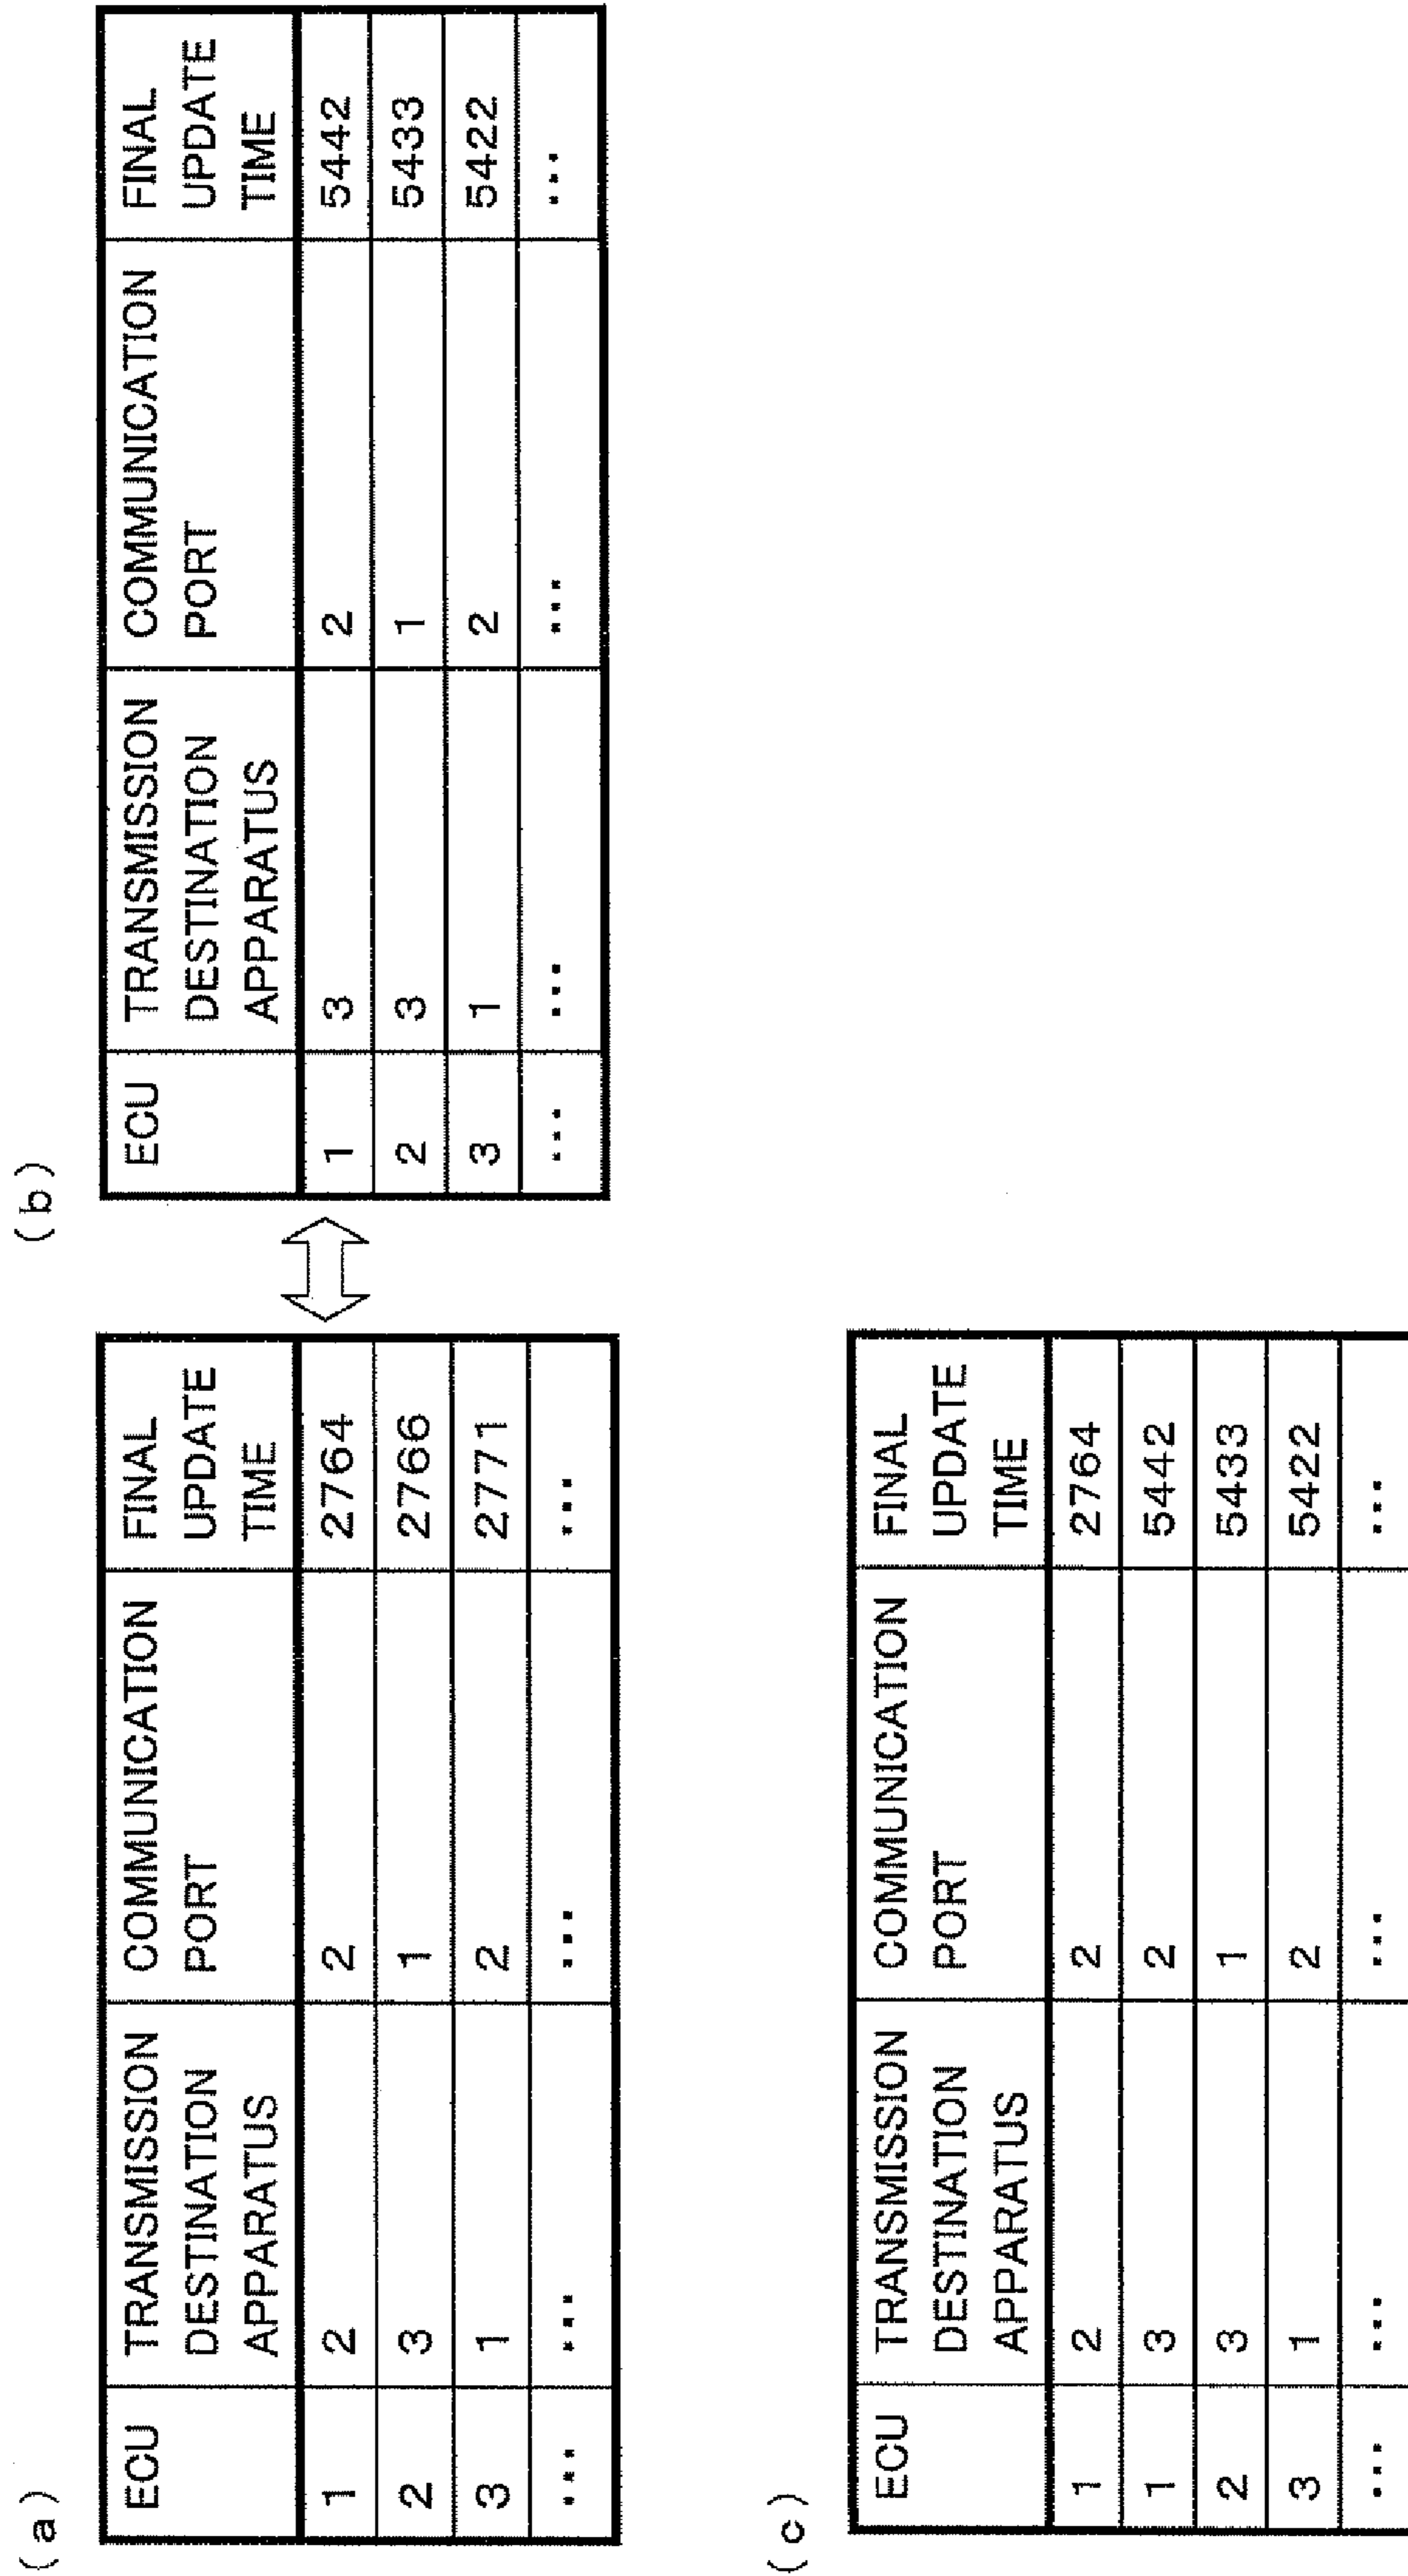 (a)
ECU TRANSMISSION COMMUNICATION FINAL
DESTINATION PORT UPDATE
APPARATUS TIME
1 2 2 2764
2 3 1 2766
3 1 2 2771
... ... ... ...
(b)
ECU TRANSMISSION COMMUNICATION FINAL
DESTINATION PORT UPDATE
APPARATUS TIME
1 3 2 5442
2 3 1 5433
3 1 2 5422
... ... ... ...
(c)
ECU TRANSMISSION COMMUNICATION FINAL
DESTINATION PORT UPDATE
APPARATUS TIME
1 2 2 2764
1 3 2 5442
2 3 1 5433
3 1 2 5422
... ... ... ...